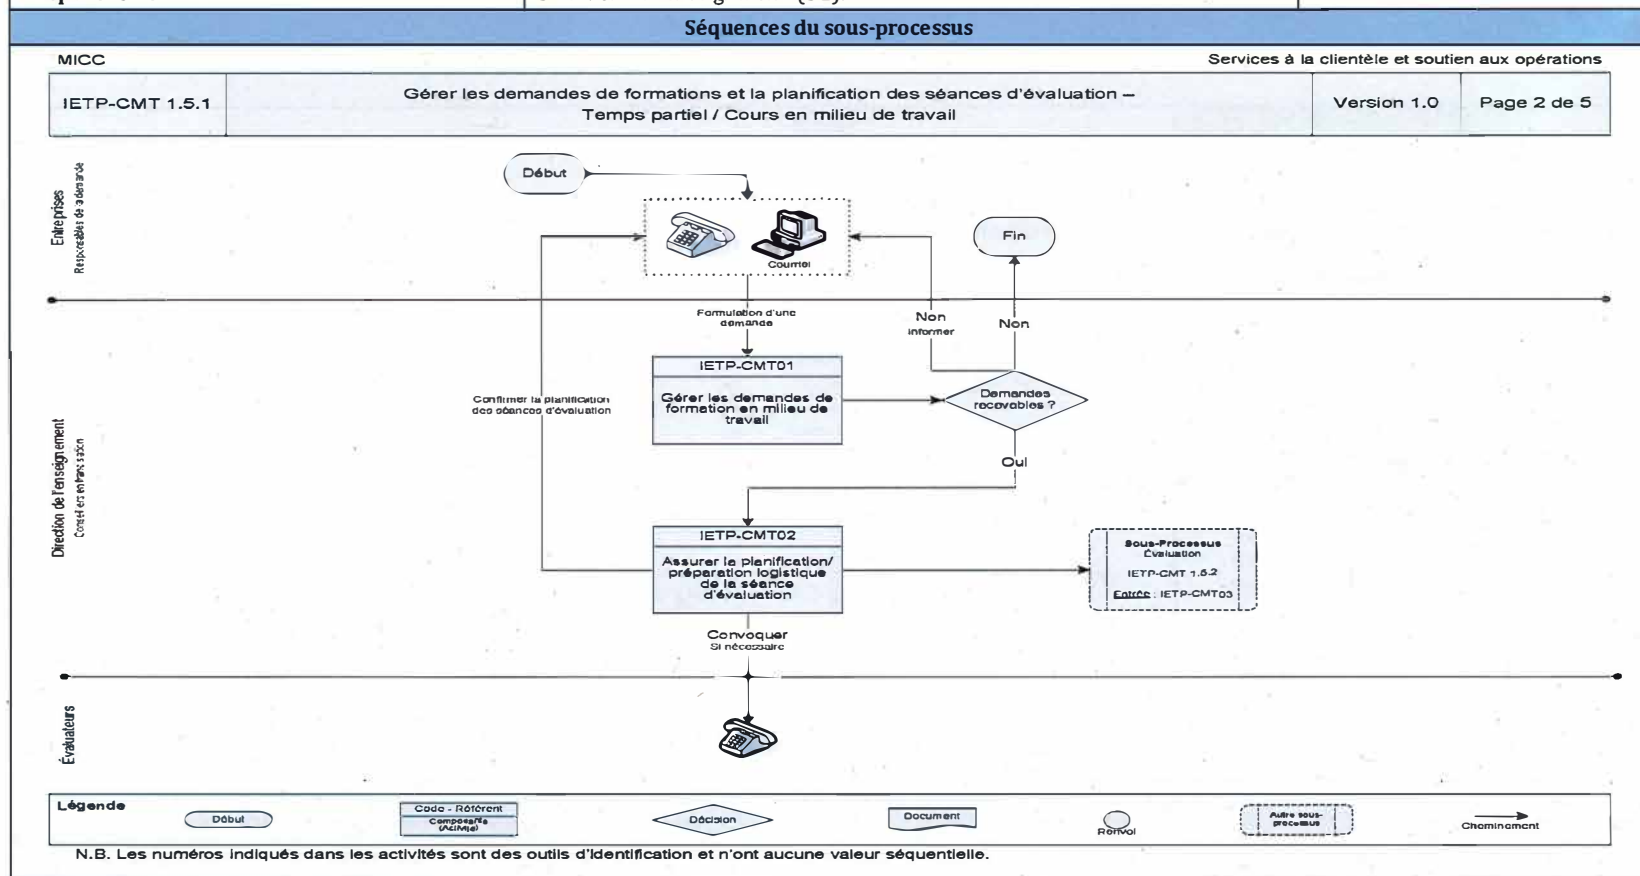 Séquences du sous-processus
MICC
Services à la clientèle et soutien aux opérations
IETP-CMT 1.5.1
Gérer les demandes de formations et la planification des séances d'évaluation –
Temps partiel / Cours en milieu de travail
Version 1.0
Page 2 de 5
Entreprises
Responsables de la demande
Début
Courriel
Fin
Formulation d'une
demande
Non
Informer
Non
Direction de l'enseignement
IETP-CMT01
Gérer les demandes de
formation en milieu de
travail
Demandes
recevables ?
Confirmer la planification
des séances d'évaluation
Oui
IETP-CMT02
Assurer la planification/
préparation logistique
de la séance
d'évaluation
Sous-Processus
Évaluation
IETP-CMT 1.5.2
Entrée : IETP-CMT03
Convoquer
Si nécessaire
Évaluateurs
Légende
Début
Code - Référent
Composante
(Activité)
Décision
Document
Renvoi
Autre sous-
processus
Cheminement
N.B. Les numéros indiqués dans les activités sont des outils d'identification et n'ont aucune valeur séquentielle.